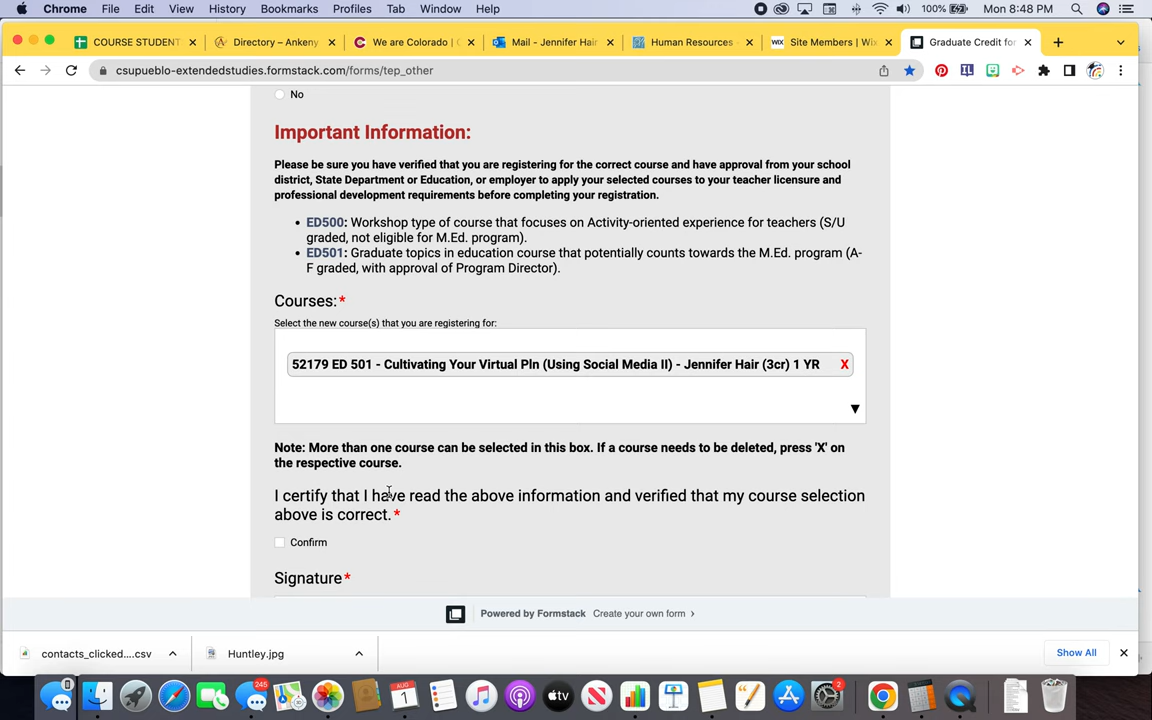 Chrome File Edit View History Bookmarks Profiles Tab Window Help 100% Mon 8:48 PM
COURSE STUDENT Directory – Ankeny We are Colorado | C Mail - Jennifer Hair Human Resources - Site Members | Wix Graduate Credit for
csupueblo-extendedstudies.formstack.com/forms/tep_other
No
Important Information:
Please be sure you have verified that you are registering for the correct course and have approval from your school
district, State Department or Education, or employer to apply your selected courses to your teacher licensure and
professional development requirements before completing your registration.
• ED500: Workshop type of course that focuses on Activity-oriented experience for teachers (S/U
graded, not eligible for M.Ed. program).
• ED501: Graduate topics in education course that potentially counts towards the M.Ed. program (A-
F graded, with approval of Program Director).
Courses:*
Select the new course(s) that you are registering for:
52179 ED 501 - Cultivating Your Virtual Pln (Using Social Media II) - Jennifer Hair (3cr) 1 YR X
Note: More than one course can be selected in this box. If a course needs to be deleted, press 'X' on
the respective course.
I certify that I have read the above information and verified that my course selection
above is correct.*
Confirm
Signature*
Powered by Formstack Create your own form ›
contacts_clicked....csv Huntley.jpg Show All
245 AUG 1 tv 2